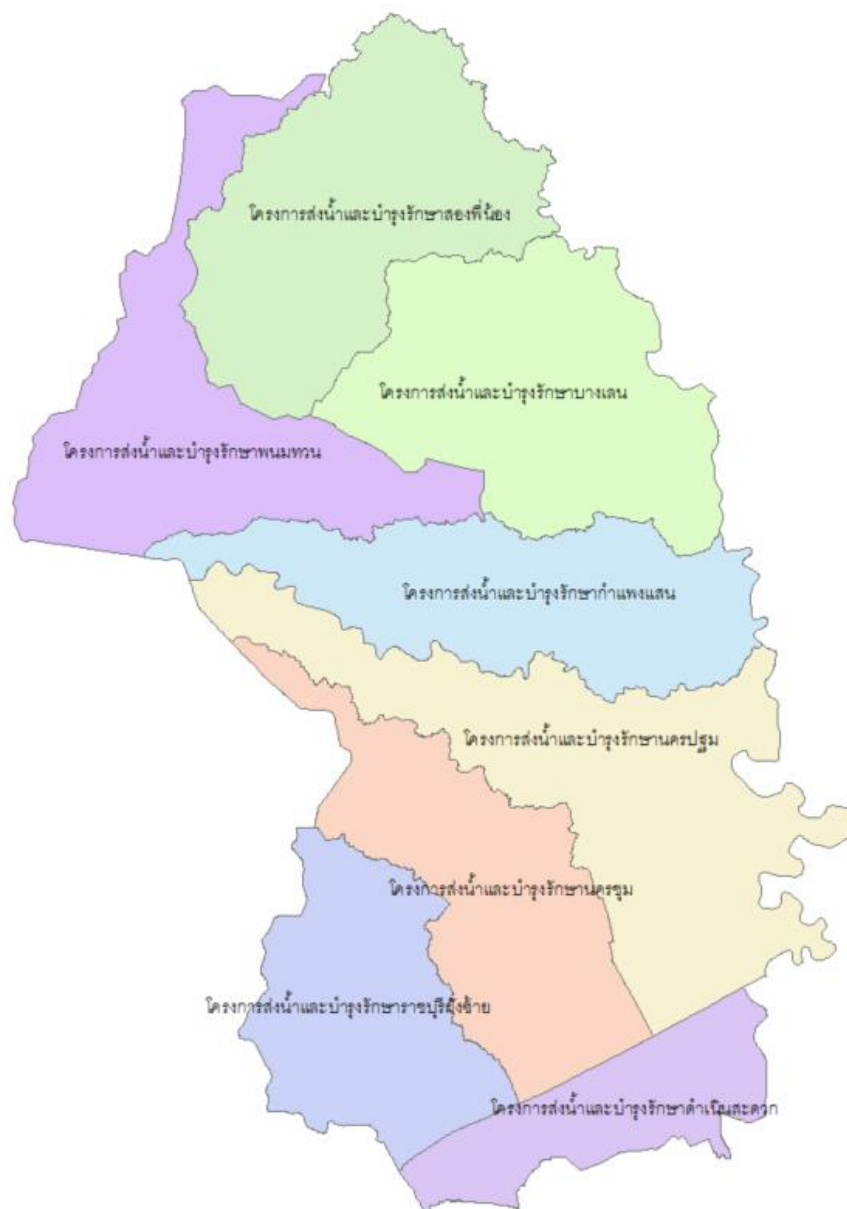 โครงการส่งน้ำและบำรุงรักษาสองพี่น้อง
โครงการส่งน้ำและบำรุงรักษาบางเลน
โครงการส่งน้ำและบำรุงรักษาพนมทวน
โครงการส่งน้ำและบำรุงรักษากำแพงแสน
โครงการส่งน้ำและบำรุงรักษานครปฐม
โครงการส่งน้ำและบำรุงรักษานครชุม
โครงการส่งน้ำและบำรุงรักษาราชบุรีฝั่งซ้าย
โครงการส่งน้ำและบำรุงรักษาดำเนินสะดวก